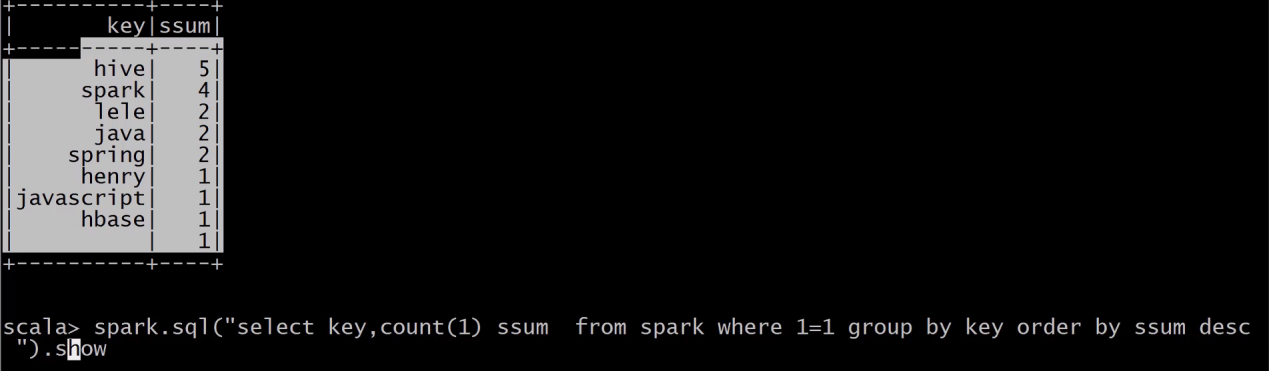 +----------+----+
|       key|ssum|
+----------+----+
|      hive|   5|
|     spark|   4|
|      lele|   2|
|      java|   2|
|    spring|   2|
|     henry|   1|
|javascript|   1|
|     hbase|   1|
|          |   1|
+----------+----+
scala> spark.sql("select key,count(1) ssum  from spark where 1=1 group by key order by ssum desc
 ").show